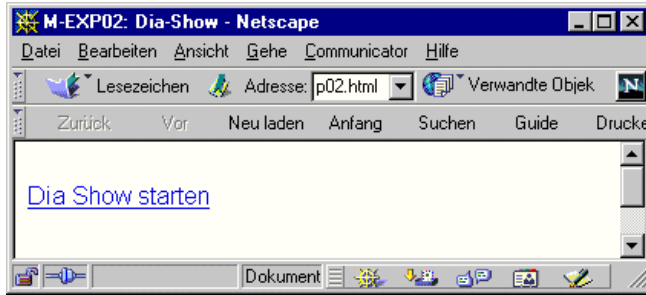 M-EXP02: Dia-Show - Netscape
Datei Bearbeiten Ansicht Gehe Communicator Hilfe
Lesezeichen Adresse: p02.html Verwandte Objek N
Zurück Vor Neu laden Anfang Suchen Guide Drucke
Dia Show starten
Dokument